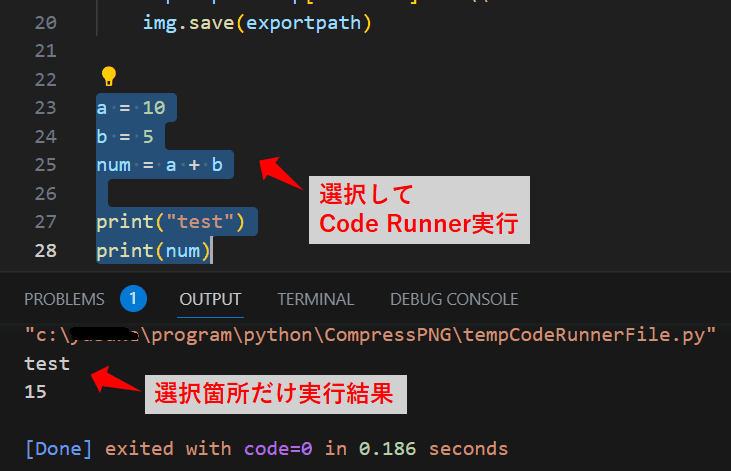 20 img.save(exportpath)
21
22
23 a = 10
24 b = 5
25 num = a + b
26
27 print("test")
28 print(num)
選択して
Code Runner実行
PROBLEMS 1 OUTPUT TERMINAL DEBUG CONSOLE
"c:\ \program\python\CompressPNG\tempCodeRunnerFile.py"
test
15
選択箇所だけ実行結果
[Done] exited with code=0 in 0.186 seconds